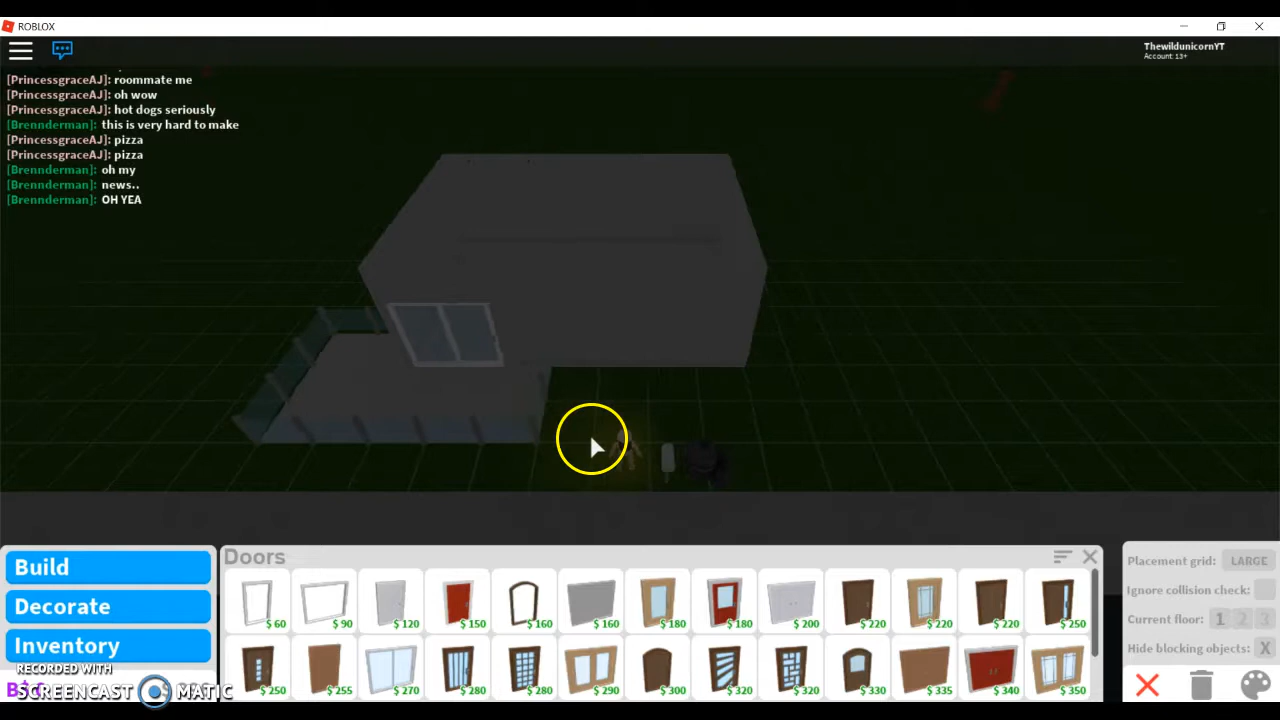 ROBLOX
ThewildunicornYT
Account: 13+
[PrincessgraceAJ]: roommate me
[PrincessgraceAJ]: oh wow
[PrincessgraceAJ]: hot dogs seriously
[Brennderman]: this is very hard to make
[PrincessgraceAJ]: pizza
[PrincessgraceAJ]: pizza
[Brennderman]: oh my
[Brennderman]: news..
[Brennderman]: OH YEA
Build
Decorate
Inventory
Doors
$ 60 $ 90 $ 120 $ 150 $ 160 $ 160 $ 180 $ 180 $ 200 $ 220 $ 220 $ 220 $ 250
$ 250 $ 255 $ 270 $ 280 $ 280 $ 290 $ 300 $ 320 $ 320 $ 330 $ 335 $ 340 $ 350
Placement grid: LARGE
Ignore collision check:
Current floor: 1 2 3
Hide blocking objects: X
RECORDED WITH
SCREENCAST MATIC